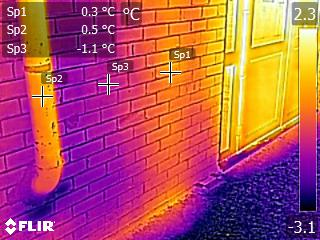 Sp1 0.3 °C °C 2.3
Sp2 0.5 °C
Sp3 -1.1 °C
Sp1
Sp3
Sp2
FLIR -3.1